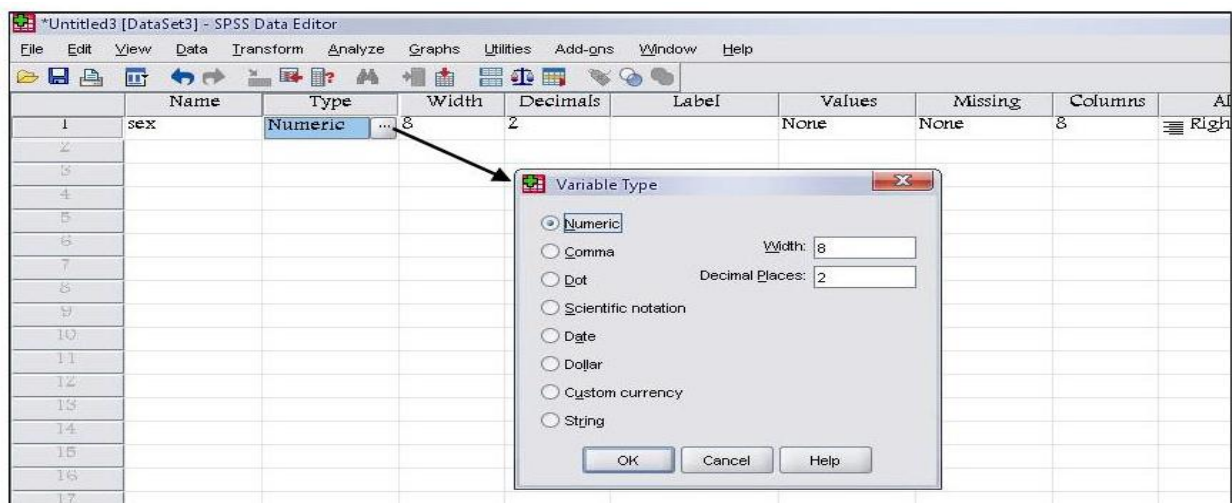 *Untitled3 [DataSet3] - SPSS Data Editor
File Edit View Data Transform Analyze Graphs Utilities Add-ons Window Help
Name Type Width Decimals Label Values Missing Columns Al
1 sex Numeric ... 8 2 None None 8 Righ
2
3
4
5
6
7
8
9
10
11
12
13
14
15
16
17
Variable Type
Numeric
Comma
Dot
Scientific notation
Date
Dollar
Custom currency
String
Width: 8
Decimal Places: 2
OK Cancel Help